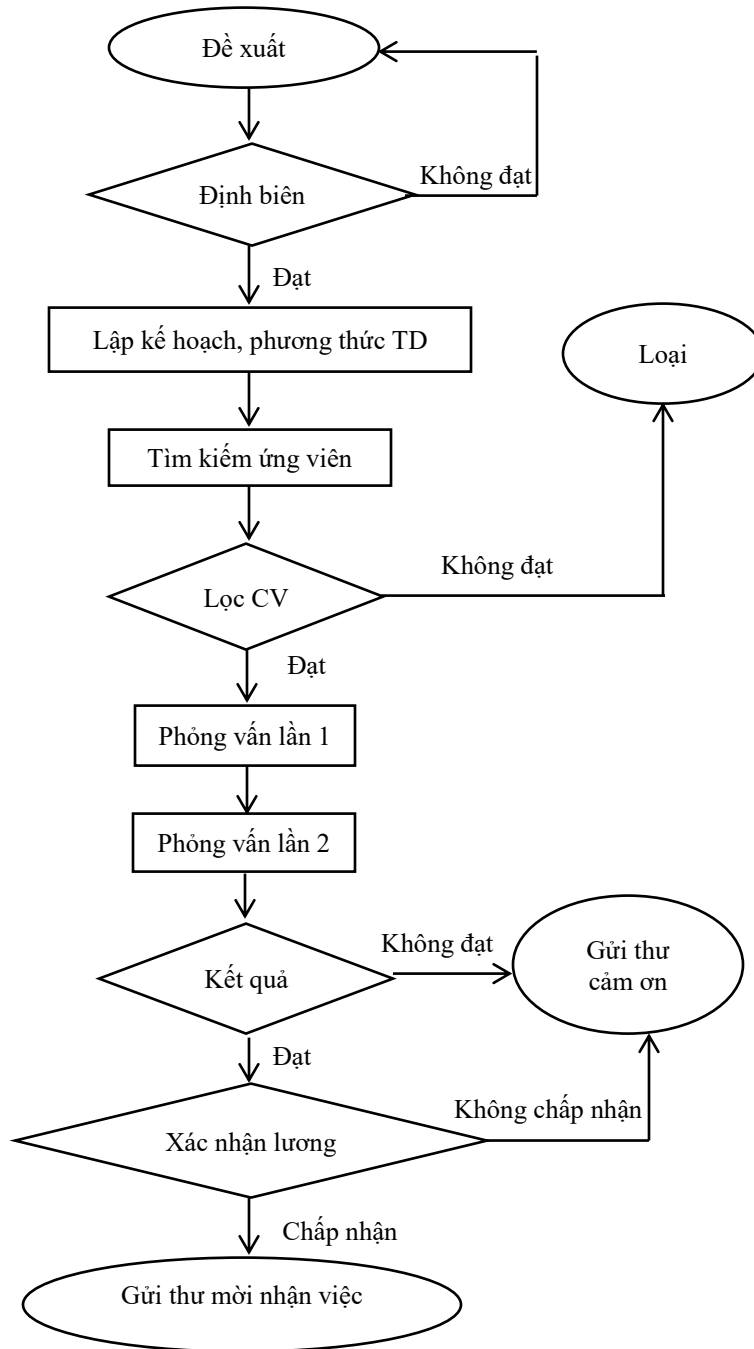 Đề xuất
Không đạt
Định biên
Đạt
Lập kế hoạch, phương thức TD
Loại
Tìm kiếm ứng viên
Không đạt
Lọc CV
Đạt
Phỏng vấn lần 1
Phỏng vấn lần 2
Không đạt
Gửi thư
cảm ơn
Kết quả
Đạt
Không chấp nhận
Xác nhận lương
Chấp nhận
Gửi thư mời nhận việc